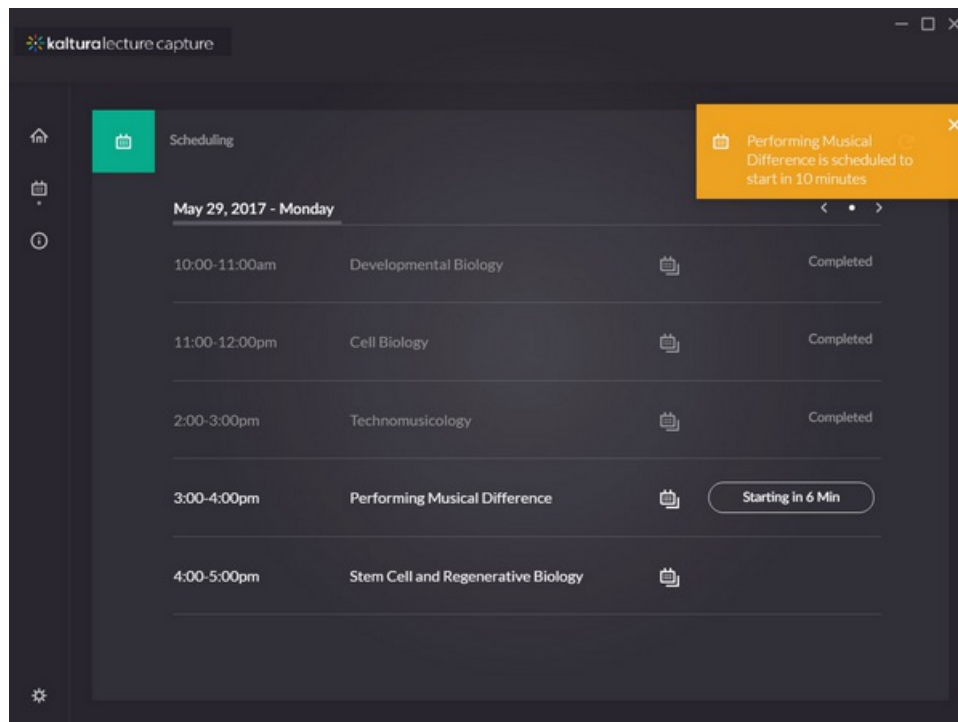 kaltura lecture capture
Scheduling
Performing Musical
Difference is scheduled to
start in 10 minutes
May 29, 2017 - Monday
10:00-11:00am Developmental Biology Completed
11:00-12:00pm Cell Biology Completed
2:00-3:00pm Technomusicology Completed
3:00-4:00pm Performing Musical Difference Starting in 6 Min
4:00-5:00pm Stem Cell and Regenerative Biology